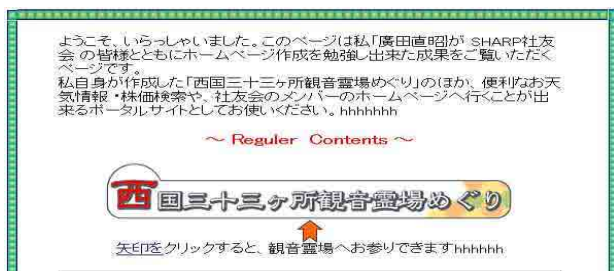 ようこそ、いらっしゃいました。このページは私「廣田直昭」が SHARP社友
会 の皆様とともにホームページ作成を勉強し出来た成果をご覧いただく
ページです。
私自身が作成した「西国三十三ヶ所観音霊場めぐり」のほか、便利なお天
気情報・株価検索や、社友会のメンバーのホームページへ行くことが出
来るポータルサイトとしてお使いください。hhhhhhh
～ Reguler Contents ～
西国三十三ヶ所観音霊場めぐり
矢印をクリックすると、観音霊場へお参りできますhhhhhh